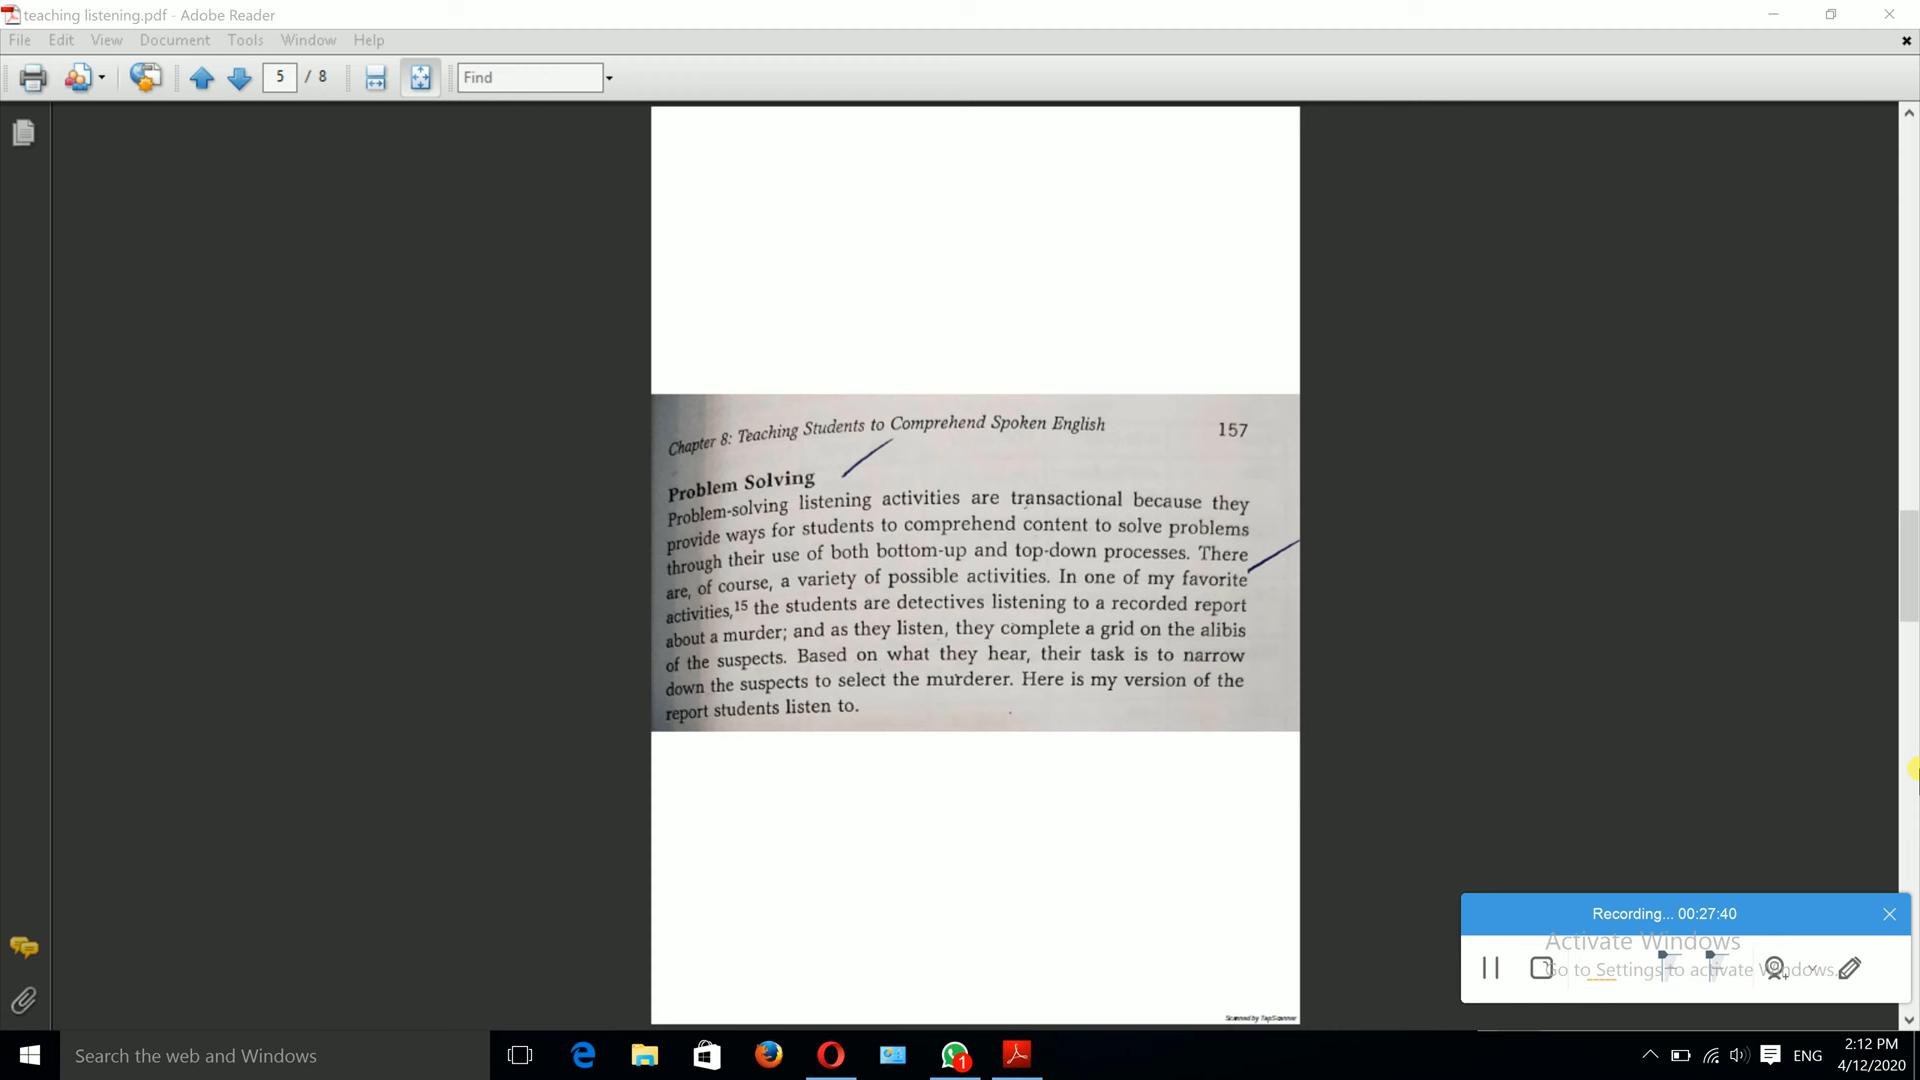 teaching listening.pdf - Adobe Reader
File Edit View Document Tools Window Help
5 / 8 Find
Chapter 8: Teaching Students to Comprehend Spoken English 157
Problem Solving
Problem-solving listening activities are transactional because they
provide ways for students to comprehend content to solve problems
through their use of both bottom-up and top-down processes. There
are, of course, a variety of possible activities. In one of my favorite
activities,15 the students are detectives listening to a recorded report
about a murder; and as they listen, they complete a grid on the alibis
of the suspects. Based on what they hear, their task is to narrow
down the suspects to select the murderer. Here is my version of the
report students listen to.
Scanned by TapScanner
Recording... 00:27:40
Activate Windows
Go to Settings to activate Windows.
Search the web and Windows
1
ENG
2:12 PM
4/12/2020